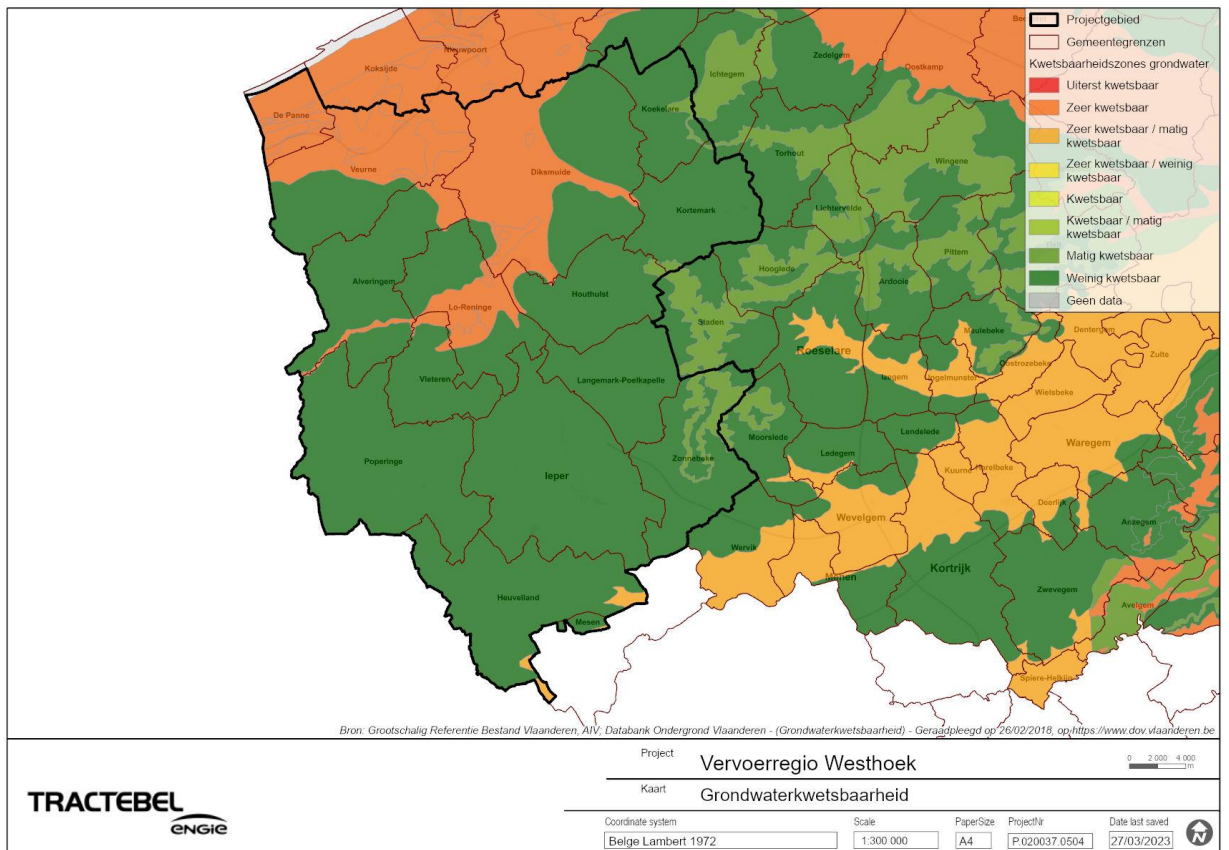 Projectgebied
Gemeentegrenzen
Kwetsbaarheidszones grondwater
Uiterst kwetsbaar
Zeer kwetsbaar
Zeer kwetsbaar / matig
kwetsbaar
Zeer kwetsbaar / weinig
kwetsbaar
Kwetsbaar
Kwetsbaar / matig
kwetsbaar
Matig kwetsbaar
Weinig kwetsbaar
Geen data
Nieuwpoort
Koksijde
De Panne
Veurne
Diksmuide
Koekelare
Ichtegem
Zedelgem
Oostkamp
Torhout
Wingene
Kortemark
Lichtervelde
Pittem
Hooglede
Ardooie
Alveringem
Lo-Reninge
Houthulst
Staden
Roeselare
Meulebeke
Dentergem
Oostrozebeke
Zulte
Izegem
Ingelmunster
Wielsbeke
Vleteren
Langemark-Poelkapelle
Moorslede
Lendelede
Ledegem
Waregem
Poperinge
Ieper
Zonnebeke
Kuurne
Harelbeke
Deerlijk
Anzegem
Wevelgem
Wervik
Menen
Kortrijk
Zwevegem
Avelgem
Heuvelland
Mesen
Spiere-Helkijn
Bron: Grootschalig Referentie Bestand Vlaanderen, AIV; Databank Ondergrond Vlaanderen - (Grondwaterkwetsbaarheid) - Geraadpleegd op 26/02/2018, op https://www.dov.vlaanderen.be
Project
Vervoerregio Westhoek
0 2 000 4 000
m
Kaart
Grondwaterkwetsbaarheid
TRACTEBEL
ENGIE
Coordinate system
Scale
PaperSize
ProjectNr
Date last saved
Belge Lambert 1972
1:300 000
A4
P.020037.0504
27/03/2023
N